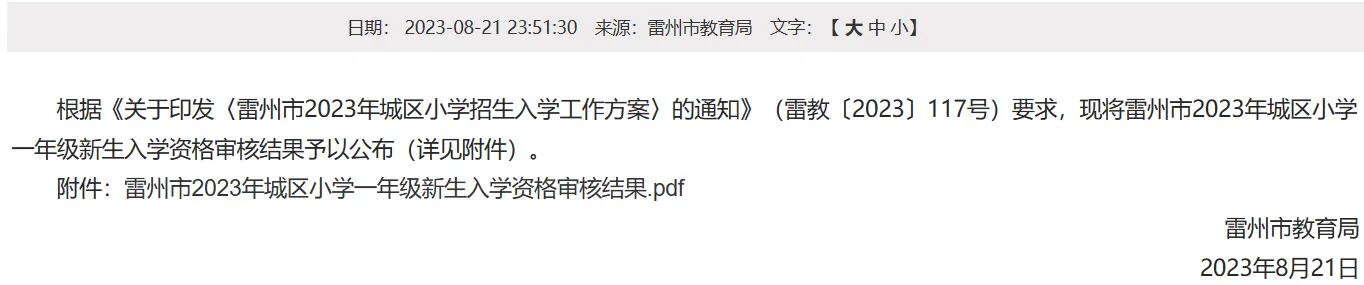 日期： 2023-08-21 23:51:30 来源：雷州市教育局 文字：【 大 中 小】
根据《关于印发〈雷州市2023年城区小学招生入学工作方案〉的通知》（雷教〔2023〕117号）要求，现将雷州市2023年城区小学
一年级新生入学资格审核结果予以公布（详见附件）。
附件：雷州市2023年城区小学一年级新生入学资格审核结果.pdf
雷州市教育局
2023年8月21日